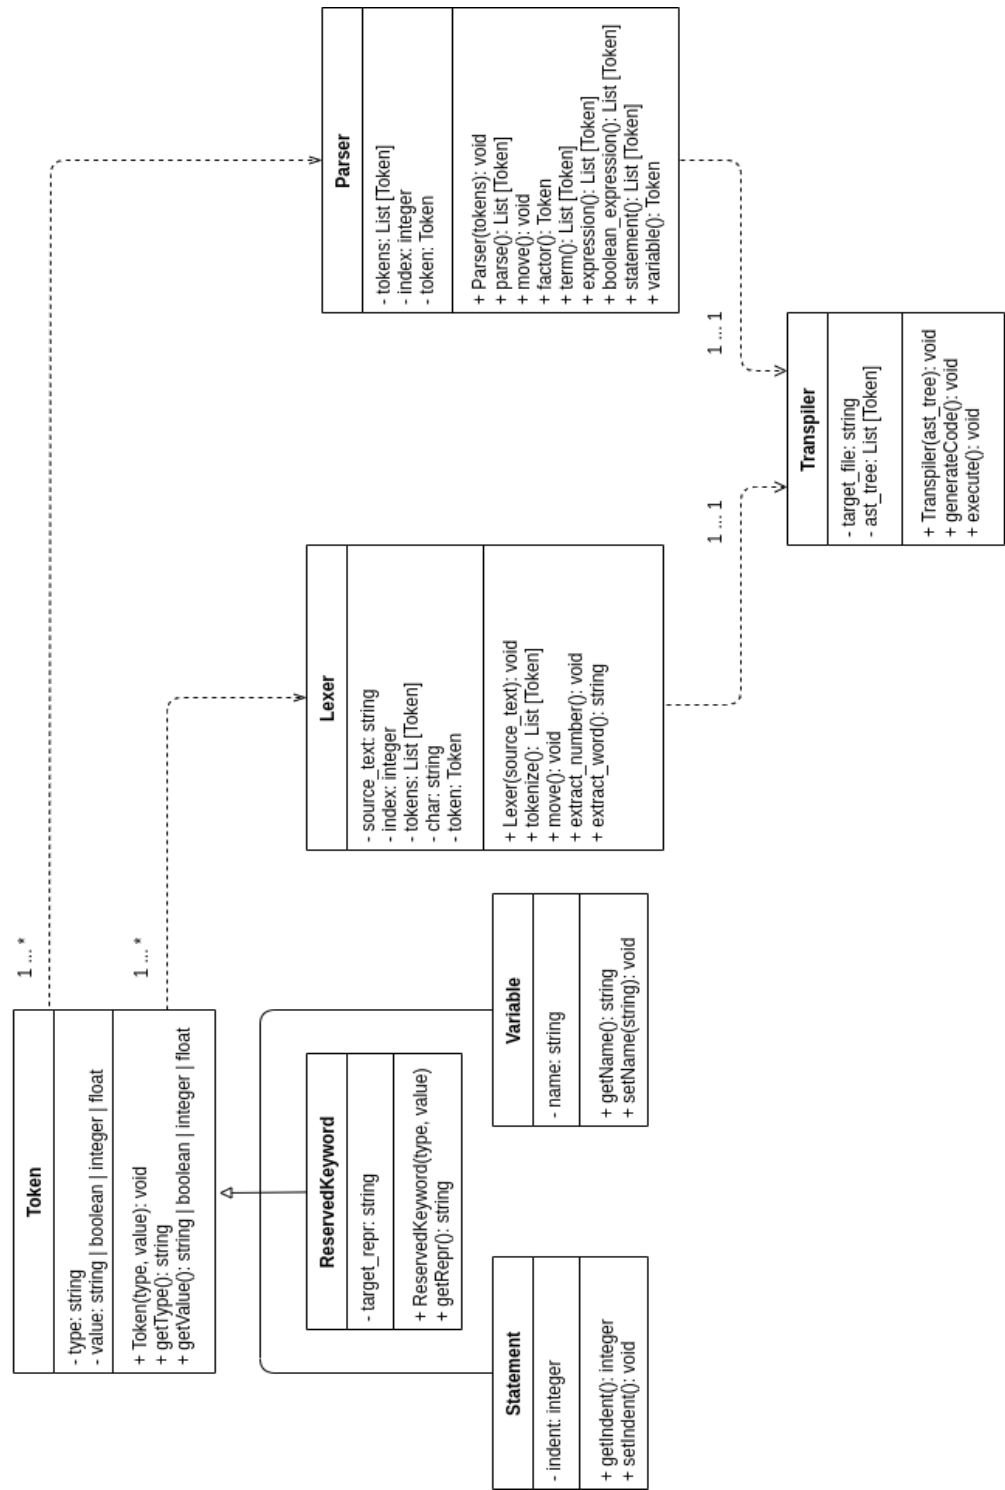 Token
- type: string
- value: string | boolean | integer | float
+ Token(type, value): void
+ getType(): string
+ getValue(): string | boolean | integer | float
1 ... *
1 ... *
Statement
- indent: integer
+ getIndent(): integer
+ setIndent(): void
ReservedKeyword
- target_repr: string
+ ReservedKeyword(type, value)
+ getRepr(): string
Variable
- name: string
+ getName(): string
+ setName(string): void
Lexer
- source_text: string
- index: integer
- tokens: List [Token]
- char: string
- token: Token
+ Lexer(source_text): void
+ tokenize(): List [Token]
+ move(): void
+ extract_number(): void
+ extract_word(): string
Parser
- tokens: List [Token]
- index: integer
- token: Token
+ Parser(tokens): void
+ parse(): List [Token]
+ move(): void
+ factor(): Token
+ term(): List [Token]
+ expression(): List [Token]
+ boolean_expression(): List [Token]
+ statement(): List [Token]
+ variable(): Token
1 ... 1
1 ... 1
Transpiler
- target_file: string
- ast_tree: List [Token]
+ Transpiler(ast_tree): void
+ generateCode(): void
+ execute(): void